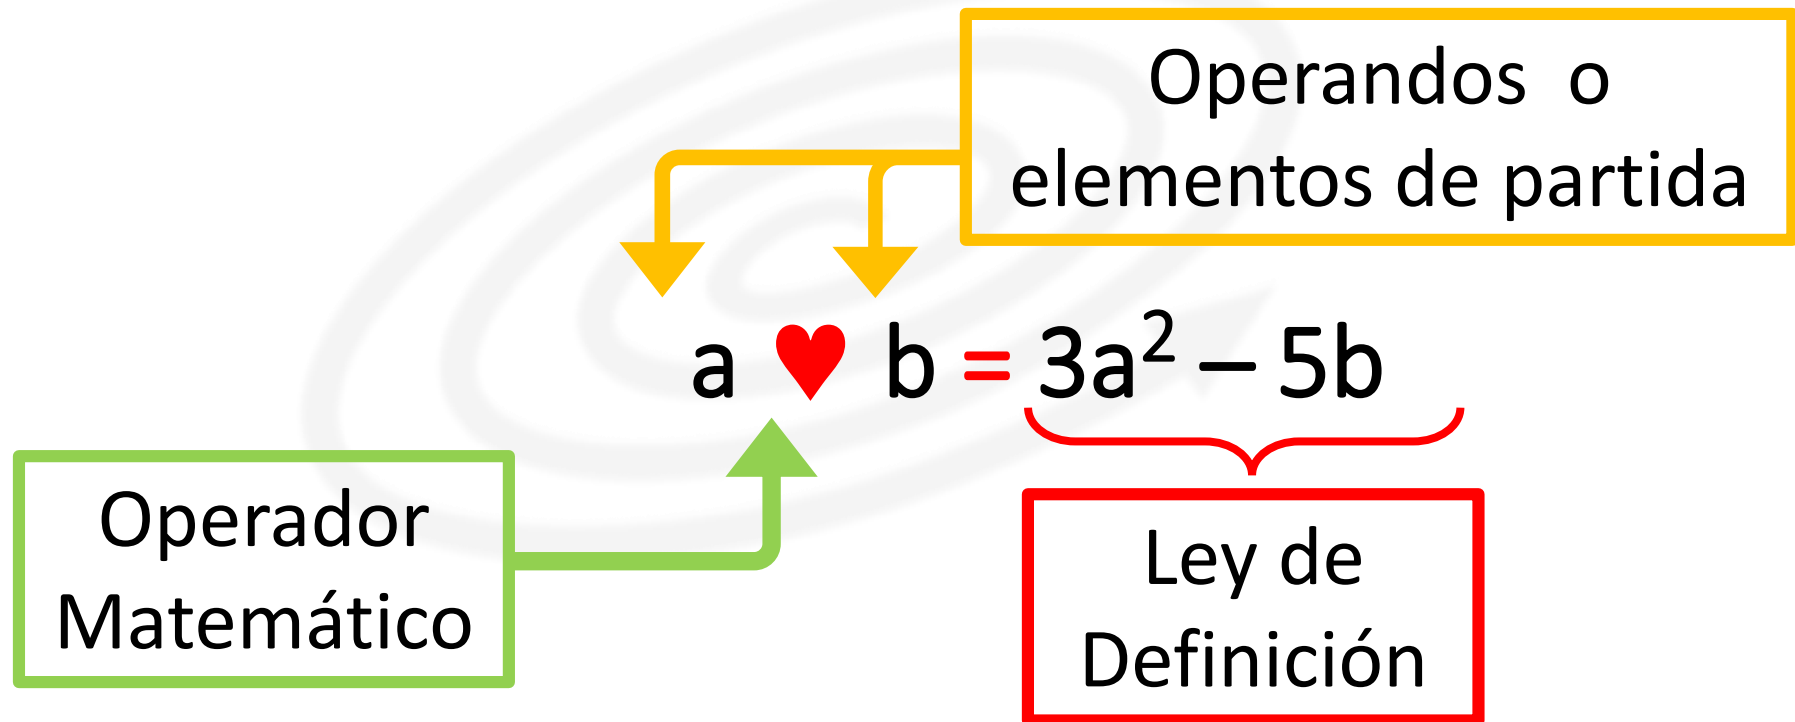 Operandos o
elementos de partida
a ♥ b = 3a² – 5b
Operador
Matemático
Ley de
Definición